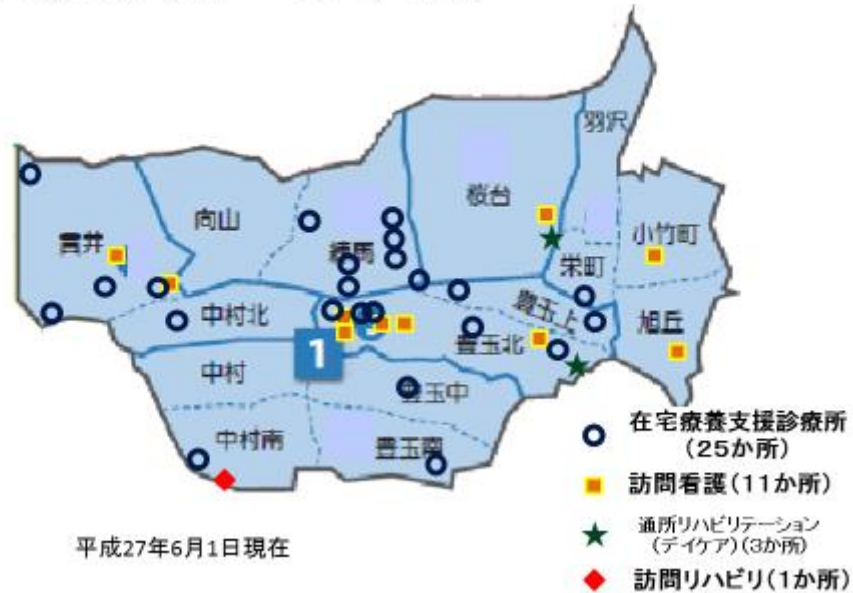 羽沢
桜台
向山
練馬
貫井
小竹町
栄町
豊玉上
中村北
旭丘
豊玉北
1
中村
豊玉中
中村南
豊玉南
在宅療養支援診療所
(25か所)
訪問看護(11か所)
通所リハビリテーション
(デイケア)(3か所)
訪問リハビリ(1か所)
平成27年6月1日現在